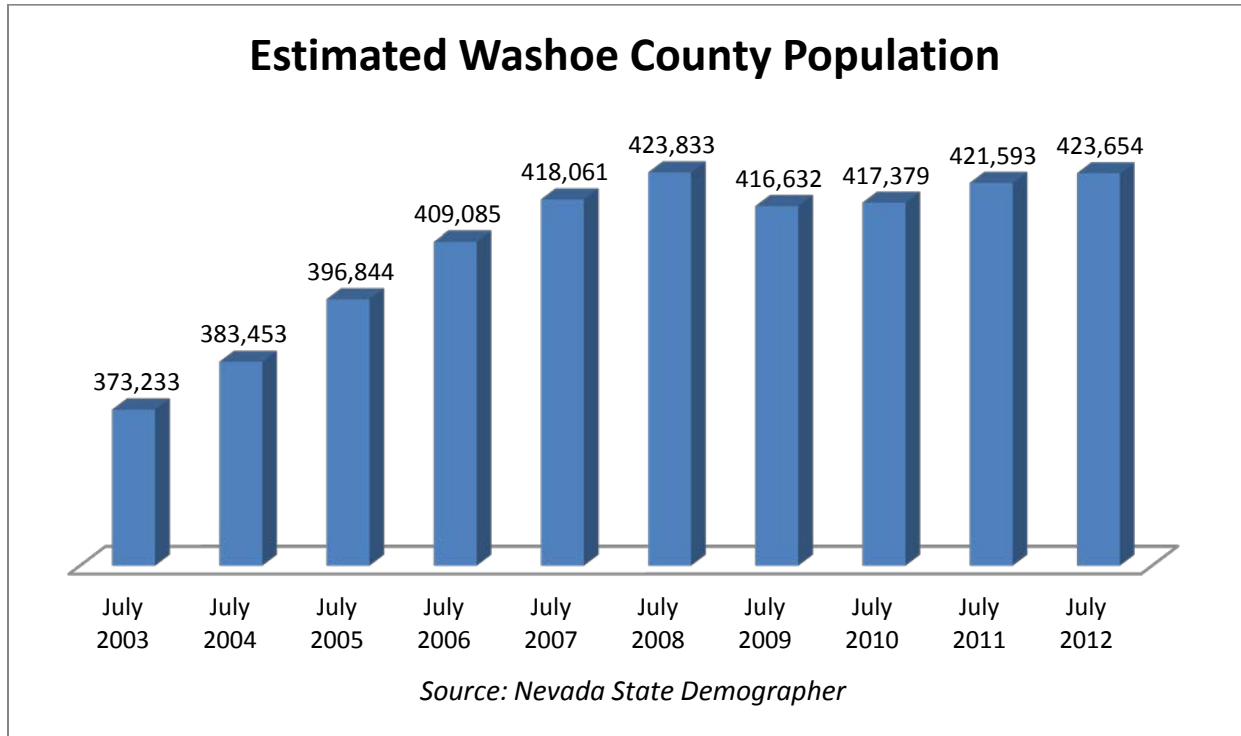 Estimated Washoe County Population
373,233
383,453
396,844
409,085
418,061
423,833
416,632
417,379
421,593
423,654
July
2003
July
2004
July
2005
July
2006
July
2007
July
2008
July
2009
July
2010
July
2011
July
2012
Source: Nevada State Demographer